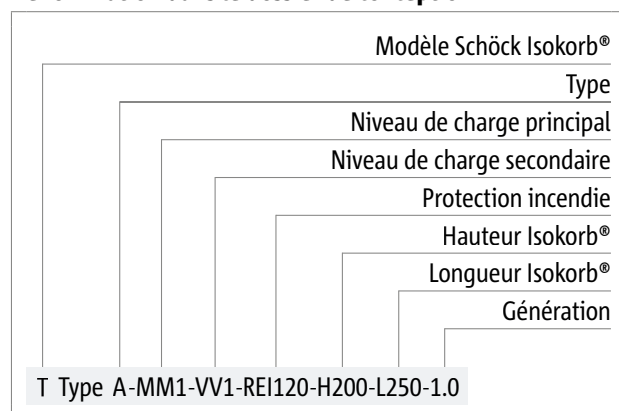 Modèle Schöck Isokorb®
Type
Niveau de charge principal
Niveau de charge secondaire
Protection incendie
Hauteur Isokorb®
Longueur Isokorb®
Génération
T Type A-MM1-VV1-REI120-H200-L250-1.0